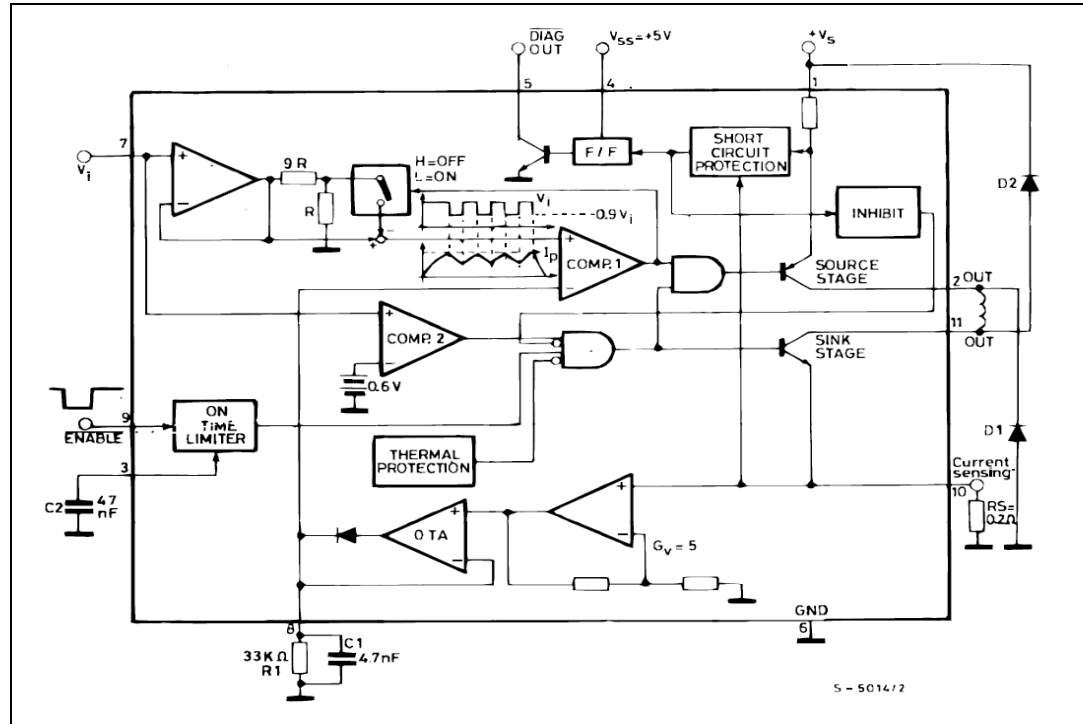 DIAG
OUT
VSS=+5V
+Vs
5
4
1
7
Vi
9R
R
H=OFF
L=ON
Vi
0.9 Vi
Ip
F/F
SHORT
CIRCUIT
PROTECTION
D2
INHIBIT
+
-
+
-
+
-
COMP. 1
SOURCE
STAGE
2
OUT
11
OUT
+
-
COMP. 2
0.6V
SINK
STAGE
9
ENABLE
ON
TIME
LIMITER
3
C2
47
nF
THERMAL
PROTECTION
D1
Current
sensing
10
RS=
0.2Ω
OTA
+
-
+
-
Gv = 5
GND
6
8
33KΩ
R1
C1
4.7nF
S-5014/2